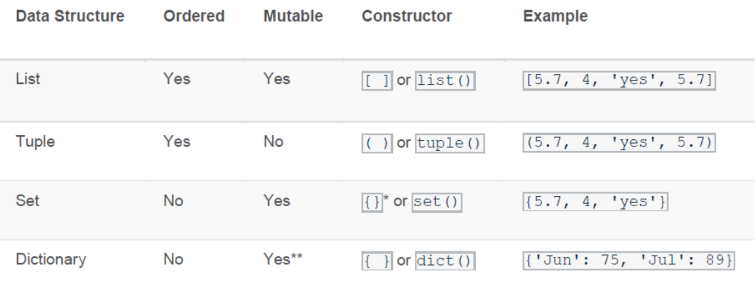 Data Structure Ordered Mutable Constructor Example
List Yes Yes [ ] or list() [5.7, 4, 'yes', 5.7]
Tuple Yes No ( ) or tuple() (5.7, 4, 'yes', 5.7)
Set No Yes {}* or set() {5.7, 4, 'yes'}
Dictionary No Yes** { } or dict() {'Jun': 75, 'Jul': 89}